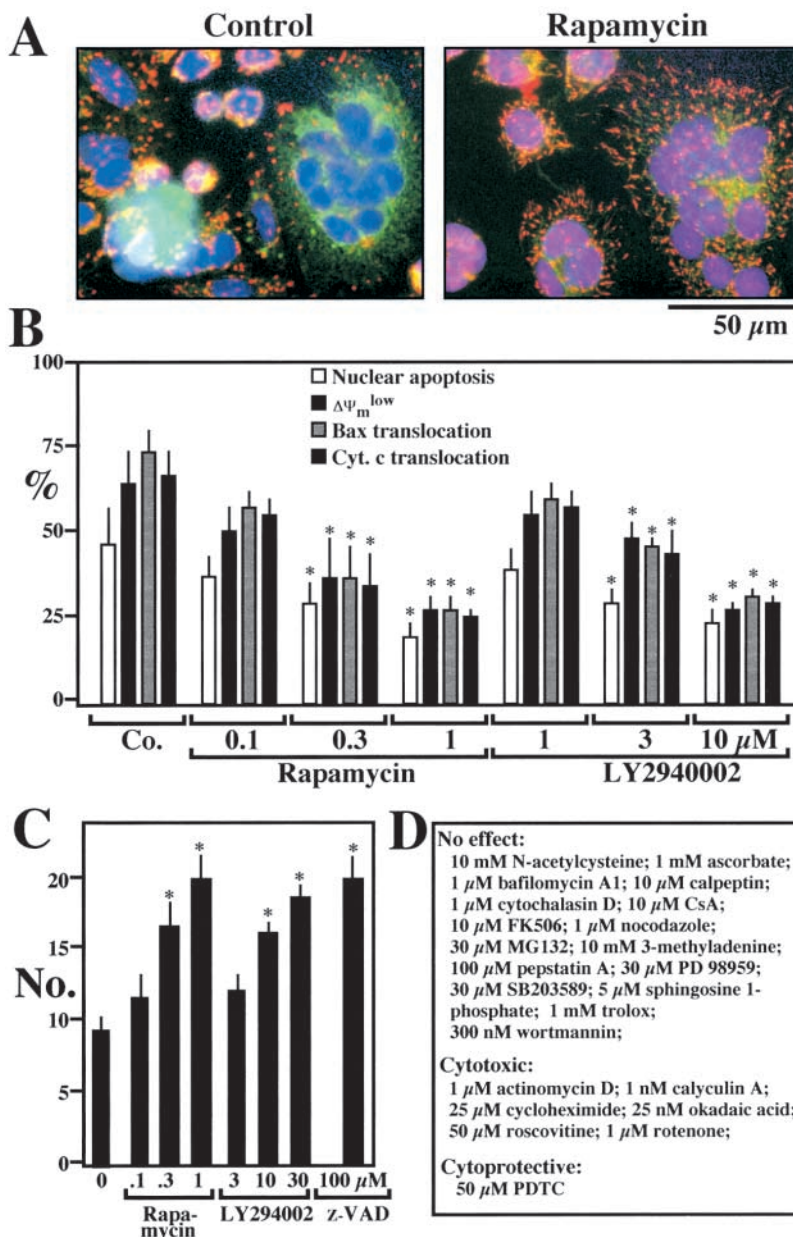 A
Control
Rapamycin
50 μm
B
100
75
50
25
0
%
Nuclear apoptosis
ΔΨm low
Bax translocation
Cyt. c translocation
* * * *
* * * *
* * * *
* * * *
Co.
0.1
0.3
1
1
3
10 μM
Rapamycin
LY2940002
C
20
15
10
5
0
No.
* * * * *
0
.1
.3
1
3
10
30
100 μM
Rapa-
mycin
LY294002
z-VAD
D
No effect:
10 mM N-acetylcysteine; 1 mM ascorbate;
1 μM bafilomycin A1; 10 μM calpeptin;
1 μM cytochalasin D; 10 μM CsA;
10 μM FK506; 1 μM nocodazole;
30 μM MG132; 10 mM 3-methyladenine;
100 μM pepstatin A; 30 μM PD 98959;
30 μM SB203589; 5 μM sphingosine 1-
phosphate; 1 mM trolox;
300 nM wortmannin;
Cytotoxic:
1 μM actinomycin D; 1 nM calyculin A;
25 μM cycloheximide; 25 nM okadaic acid;
50 μM roscovitine; 1 μM rotenone;
Cytoprotective:
50 μM PDTC